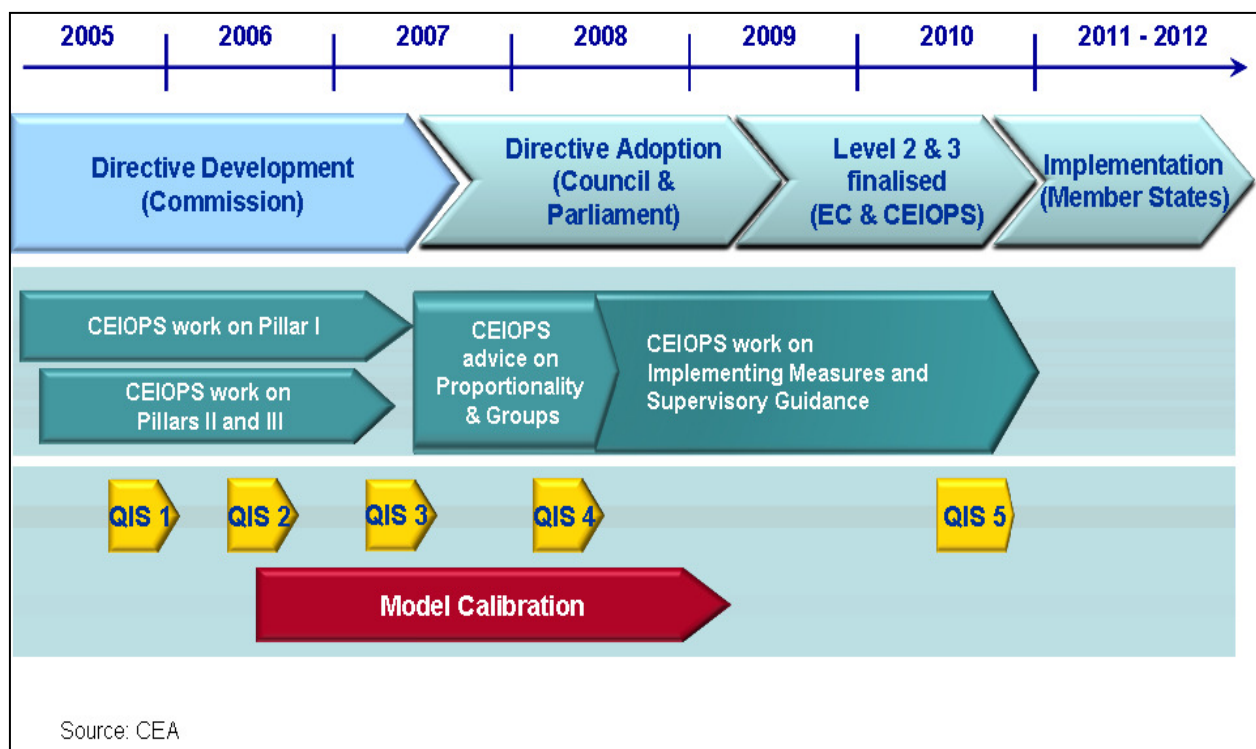 2005 2006 2007 2008 2009 2010 2011 - 2012
Directive Development
(Commission)
Directive Adoption
(Council &
Parliament)
Level 2 & 3
finalised
(EC & CEIOPS)
Implementation
(Member States)
CEIOPS work on Pillar I
CEIOPS work on
Pillars II and III
CEIOPS
advice on
Proportionality
& Groups
CEIOPS work on
Implementing Measures and
Supervisory Guidance
QIS 1 QIS 2 QIS 3 QIS 4 QIS 5
Model Calibration
Source: CEA